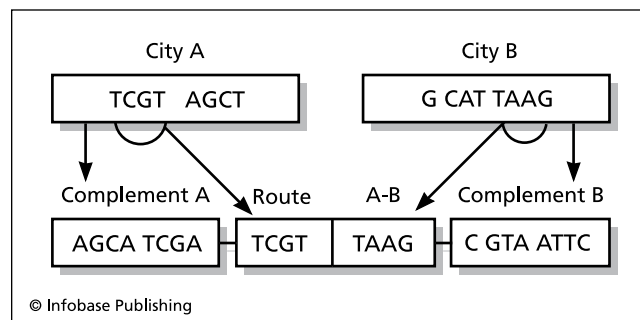 City A City B
TCGT AGCT G CAT TAAG
Complement A Route A-B Complement B
AGCA TCGA TCGT TAAG C GTA ATTC
© Infobase Publishing